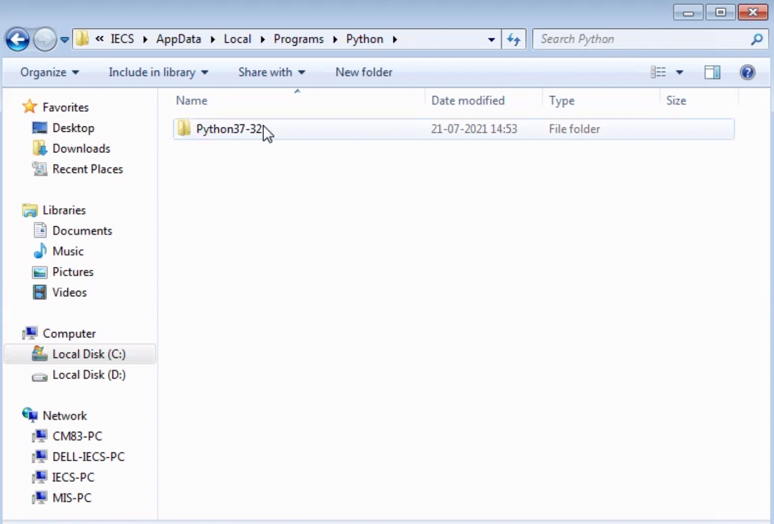 « IECS ▸ AppData ▸ Local ▸ Programs ▸ Python ▸
Search Python
Organize ▾ Include in library ▾ Share with ▾ New folder
Name Date modified Type Size
Python37-32 21-07-2021 14:53 File folder
Favorites
Desktop
Downloads
Recent Places
Libraries
Documents
Music
Pictures
Videos
Computer
Local Disk (C:)
Local Disk (D:)
Network
CM83-PC
DELL-IECS-PC
IECS-PC
MIS-PC